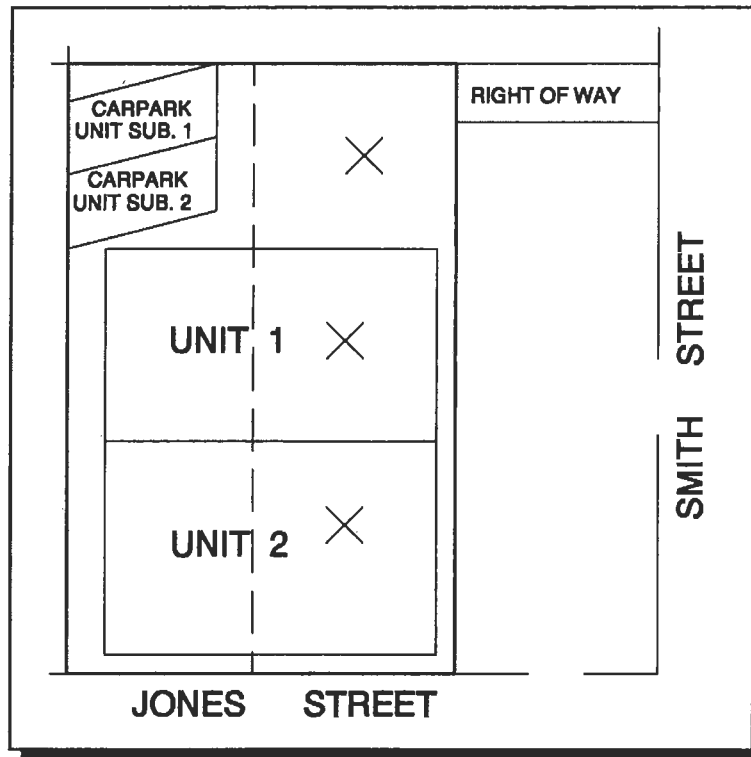 RIGHT OF WAY
CARPARK
UNIT SUB. 1
CARPARK
UNIT SUB. 2
UNIT 1
UNIT 2
SMITH STREET
JONES STREET